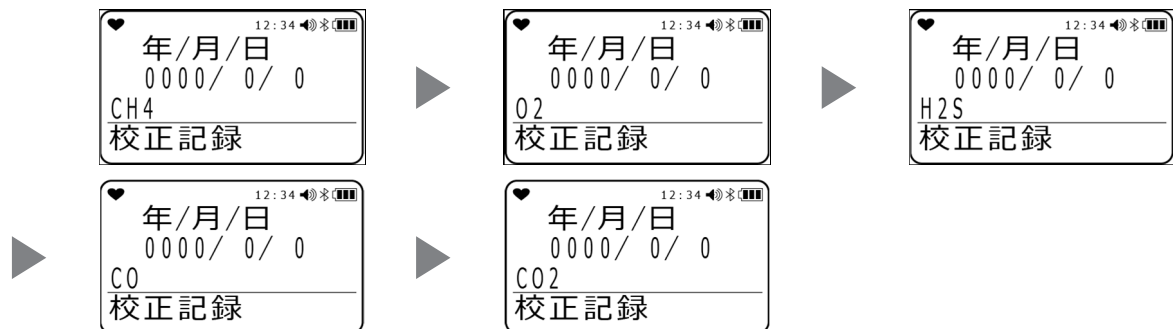 12:34
年/月/日
0000/ 0/ 0
CH4
校正記録
12:34
年/月/日
0000/ 0/ 0
O2
校正記録
12:34
年/月/日
0000/ 0/ 0
H2S
校正記録
12:34
年/月/日
0000/ 0/ 0
CO
校正記録
12:34
年/月/日
0000/ 0/ 0
CO2
校正記録